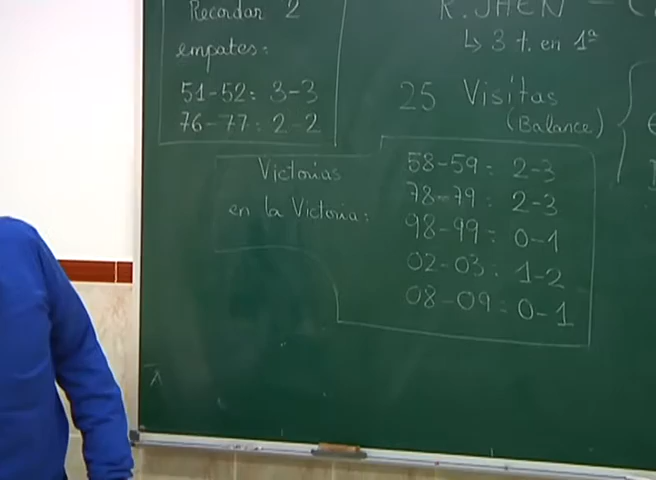 Recordar 2
empates:
51-52: 3-3
76-77: 2-2
R. JAEN - (
↳ 3 t. en 1ª
25 Visitas
(Balance)
Victorias
en la Victoria:
58-59: 2-3
78-79: 2-3
98-99: 0-1
02-03: 1-2
08-09: 0-1